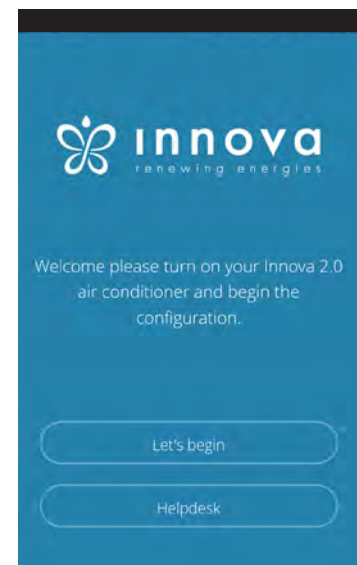 innova
renewing energies
Welcome please turn on your Innova 2.0
air conditioner and begin the
configuration.
Let's begin
Helpdesk